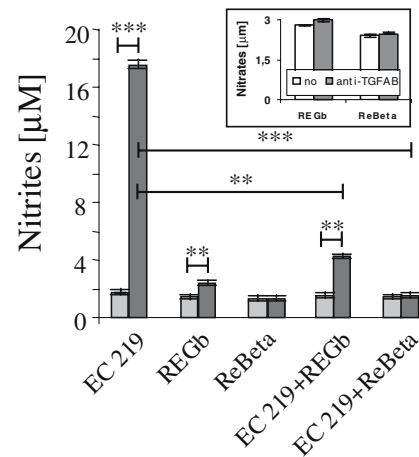 Nitrites [µM]
20
16
12
8
4
0
***
***
**
**
**
EC 219
REGb
ReBeta
EC 219+REGb
EC 219+ReBeta
Nitrates [µm]
3
1,5
0
no
anti-TGFAB
REGb
ReBeta